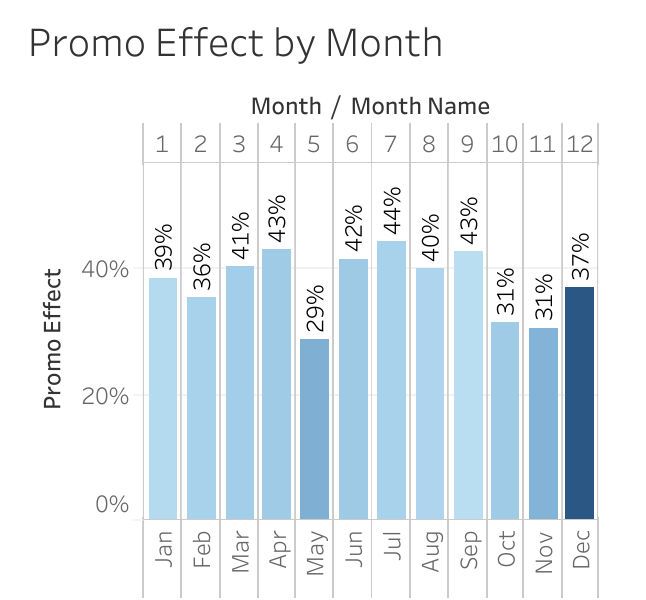 Promo Effect by Month
Month / Month Name
1 2 3 4 5 6 7 8 9 10 11 12
39% 36% 41% 43% 29% 42% 44% 40% 43% 31% 31% 37%
Promo Effect
40%
20%
0%
Jan Feb Mar Apr May Jun Jul Aug Sep Oct Nov Dec